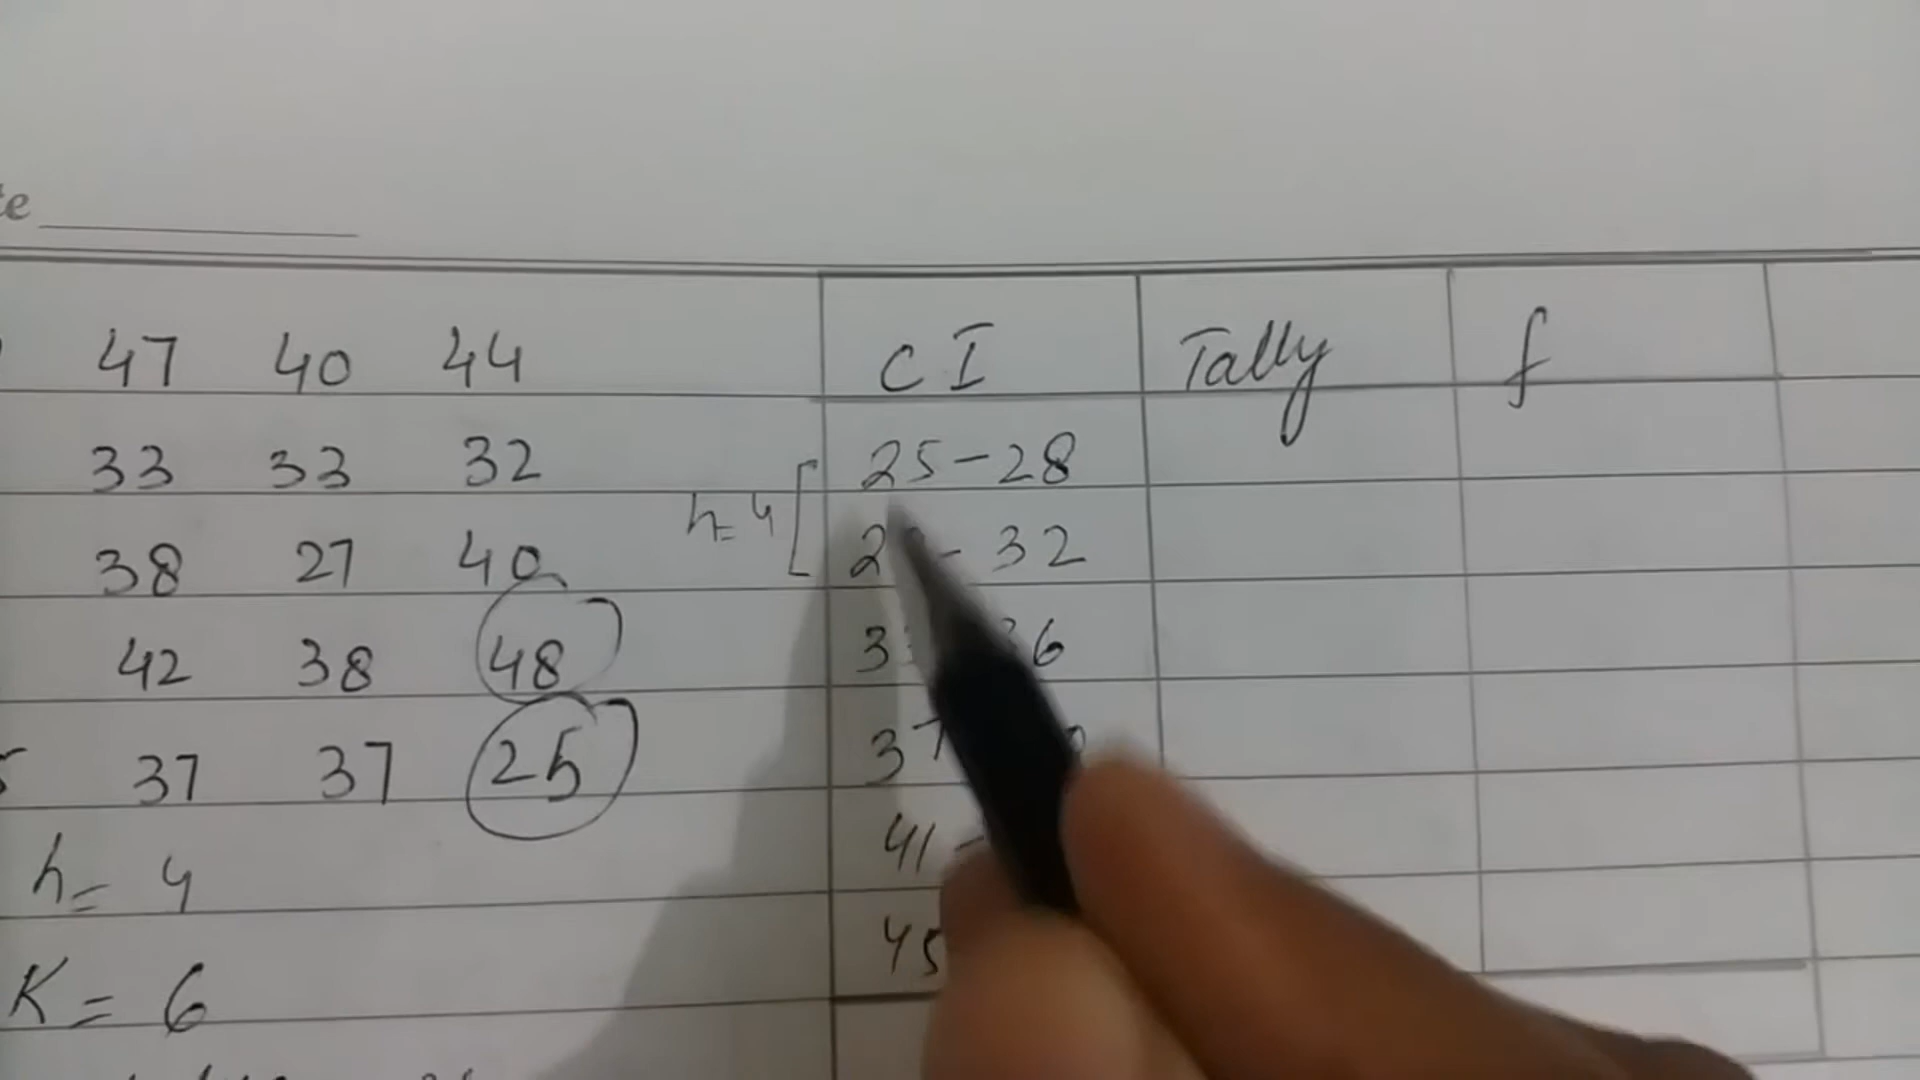 47 40 44 CI Tally f
33 33 32 25-28
h=4
38 27 40 - 32
42 38 48
37 37 25 37
h= 4 41-
K = 6 45